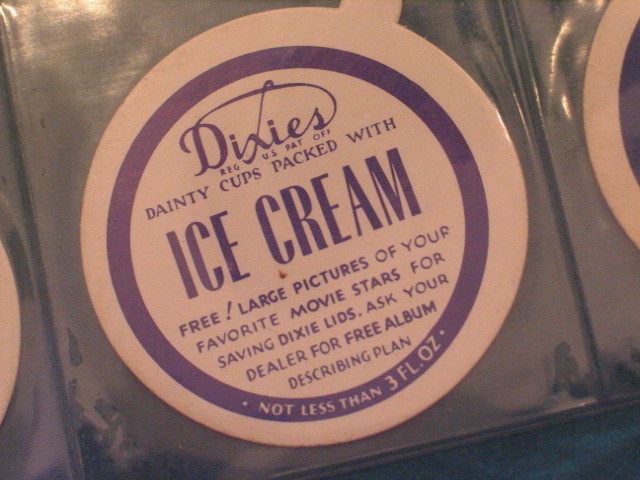 Dixies
REG US PAT OFF
DAINTY CUPS PACKED WITH
ICE CREAM
FREE! LARGE PICTURES OF YOUR
FAVORITE MOVIE STARS FOR
SAVING DIXIE LIDS. ASK YOUR
DEALER FOR FREE ALBUM
DESCRIBING PLAN
• NOT LESS THAN 3 FL. OZ. •